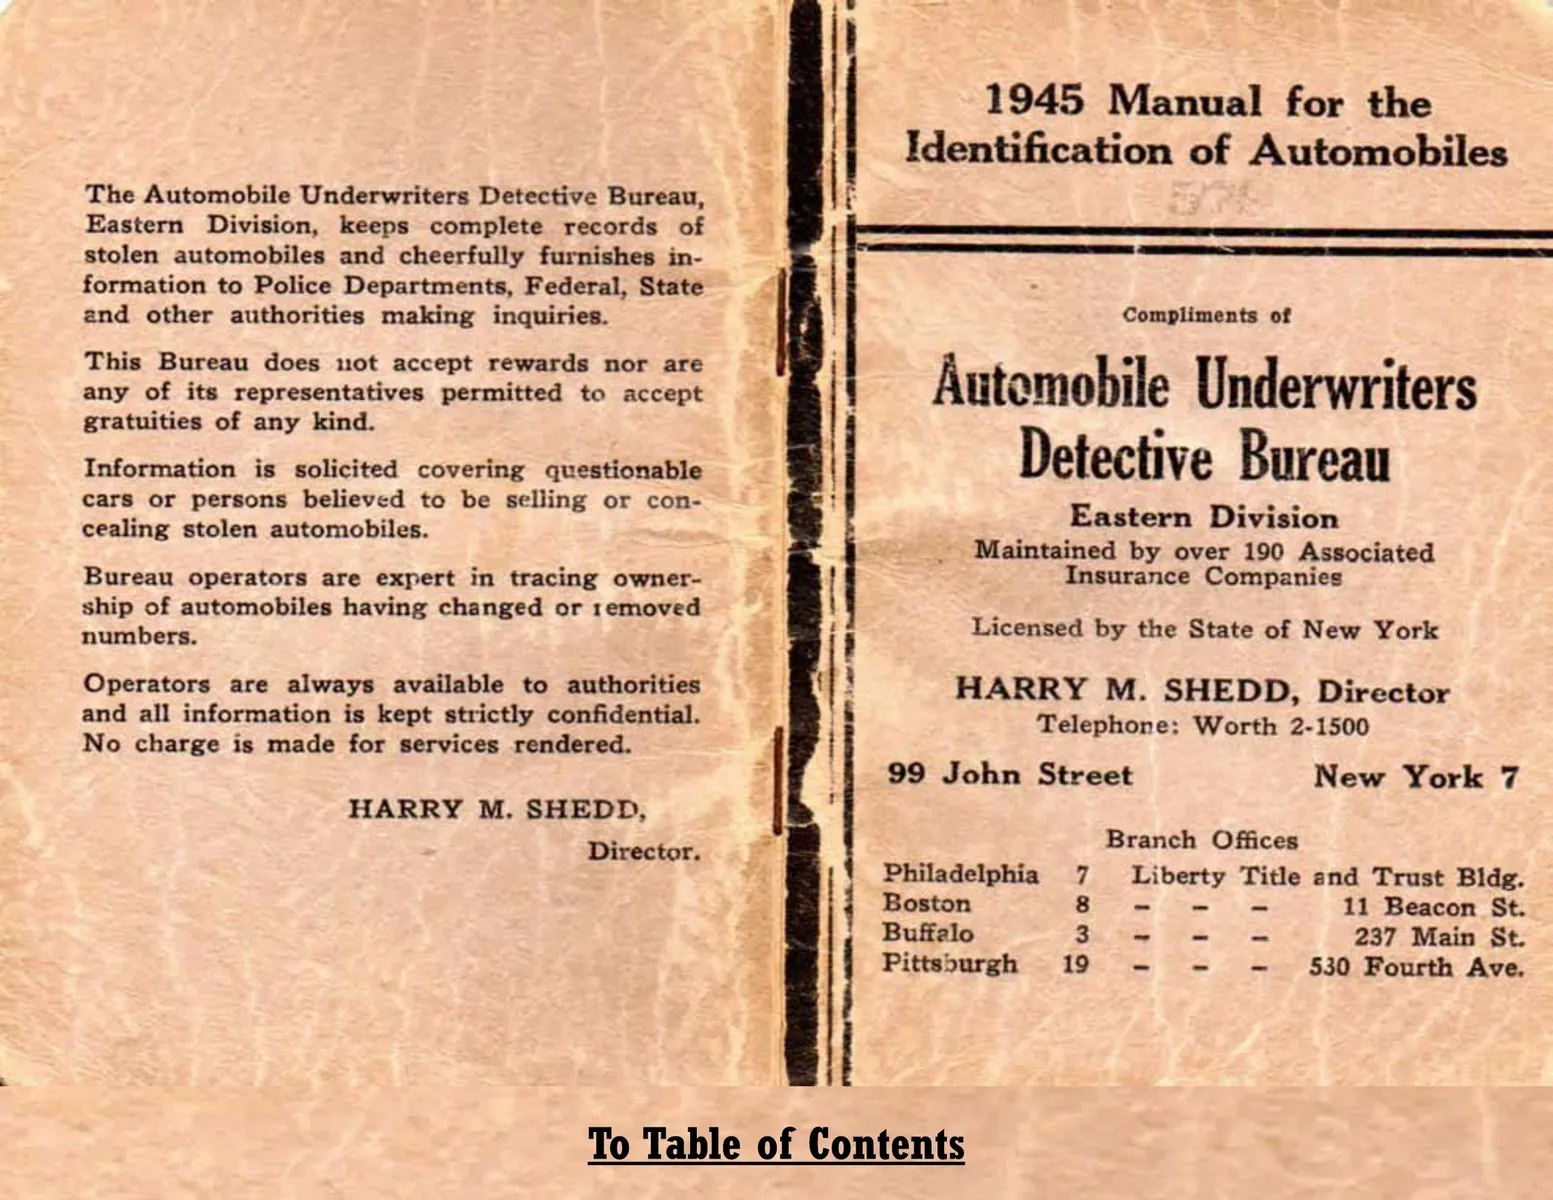 The Automobile Underwriters Detective Bureau,
Eastern Division, keeps complete records of
stolen automobiles and cheerfully furnishes in-
formation to Police Departments, Federal, State
and other authorities making inquiries.
This Bureau does not accept rewards nor are
any of its representatives permitted to accept
gratuities of any kind.
Information is solicited covering questionable
cars or persons believed to be selling or con-
cealing stolen automobiles.
Bureau operators are expert in tracing owner-
ship of automobiles having changed or removed
numbers.
Operators are always available to authorities
and all information is kept strictly confidential.
No charge is made for services rendered.
HARRY M. SHEDD,
Director.
1945 Manual for the
Identification of Automobiles
Compliments of
Automobile Underwriters
Detective Bureau
Eastern Division
Maintained by over 190 Associated
Insurance Companies
Licensed by the State of New York
HARRY M. SHEDD, Director
Telephone: Worth 2-1500
99 John Street New York 7
Branch Offices
Philadelphia 7 Liberty Title and Trust Bldg.
Boston 8 – – – 11 Beacon St.
Buffalo 3 – – – 237 Main St.
Pittsburgh 19 – – – 530 Fourth Ave.
To Table of Contents